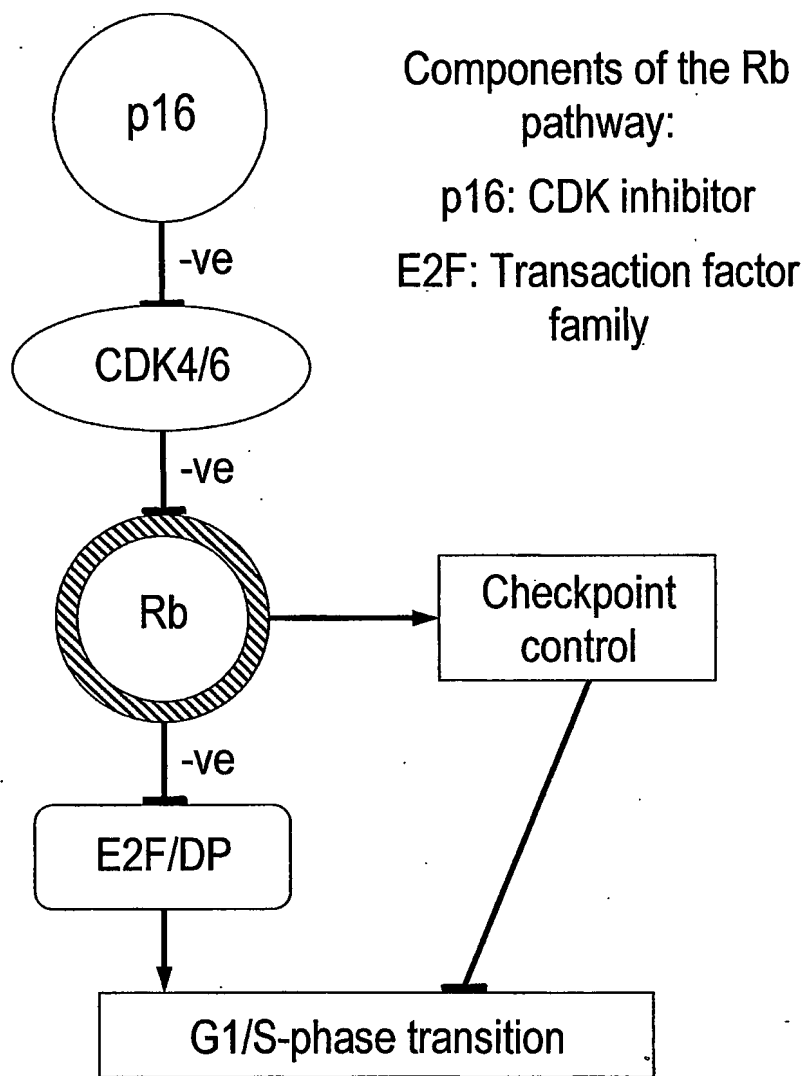 p16
Components of the Rb
pathway:
p16: CDK inhibitor
E2F: Transaction factor
family
-ve
CDK4/6
-ve
Rb
Checkpoint
control
-ve
E2F/DP
G1/S-phase transition